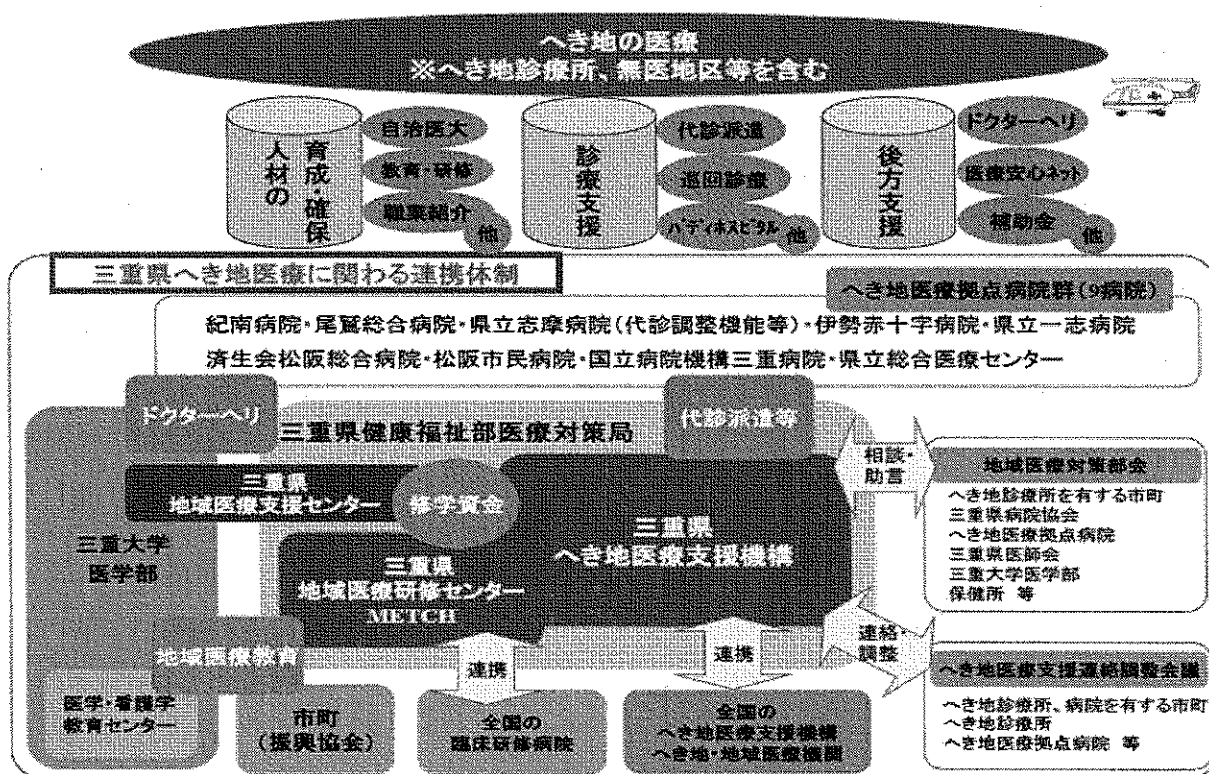 へき地の医療
※へき地診療所、無医地区等を含む
人材の
育成・確保
自治医大
教育・研修
職業紹介
他
診療支援
代診派遣
巡回診療
バディホスピタル
他
後方支援
ドクターヘリ
医療安心ネット
補助金
他
三重県へき地医療に関わる連携体制
へき地医療拠点病院群(9病院)
紀南病院・尾鷲総合病院・県立志摩病院(代診調整機能等)・伊勢赤十字病院・県立一志病院
済生会松阪総合病院・松阪市民病院・国立病院機構三重病院・県立総合医療センター
ドクターヘリ
三重県健康福祉部医療対策局
代診派遣等
三重県
地域医療支援センター
修学資金
三重県
へき地医療支援機構
三重大学
医学部
三重県
地域医療研修センター
METCH
地域医療教育
医学・看護学
教育センター
市町
(振興協会)
連携
全国の
臨床研修病院
連携
全国の
へき地医療支援機構
へき地・地域医療機関
相談・
助言
地域医療対策部会
へき地診療所を有する市町
三重県病院協会
へき地医療拠点病院
三重県医師会
三重大学医学部
保健所 等
連絡・
調整
へき地医療支援連絡調整会議
へき地診療所、病院を有する市町
へき地診療所
へき地医療拠点病院 等